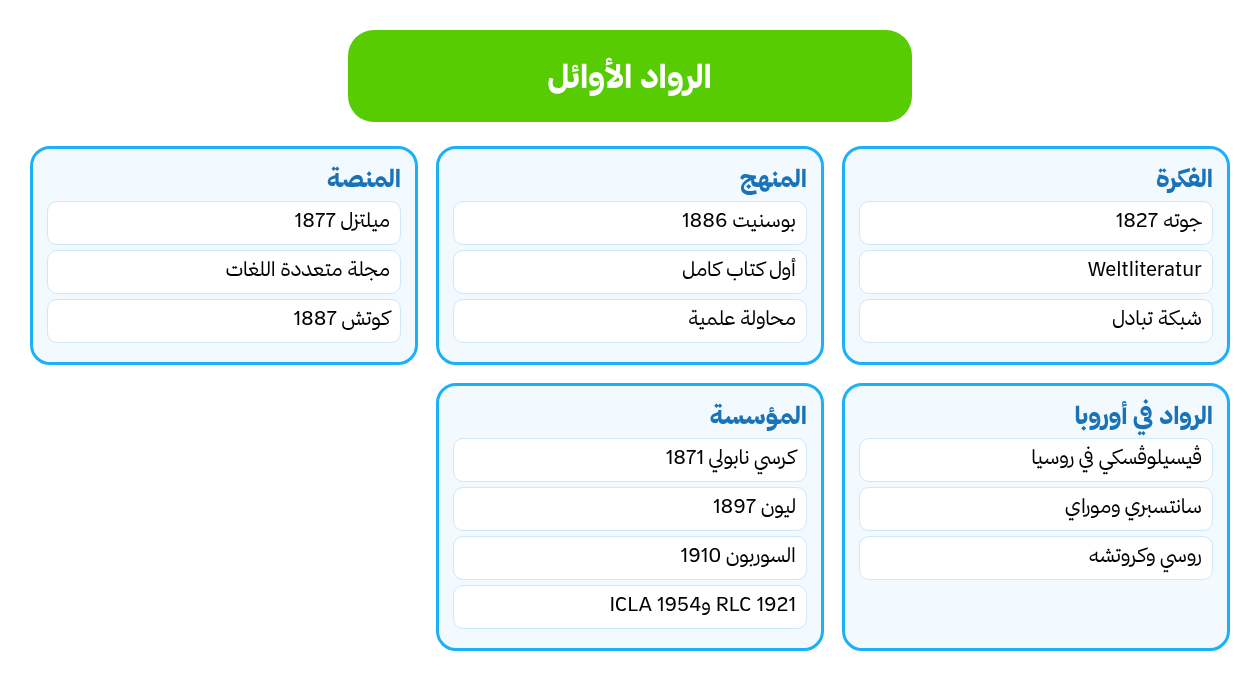 الرواد الأوائل
الفكرة
جوته 1827
Weltliteratur
شبكة تبادل
المنهج
بوسنيت 1886
أول كتاب كامل
محاولة علمية
المنصة
ميلتزل 1877
مجلة متعددة اللغات
كوتش 1887
الرواد في أوروبا
ڤيسيلوڤسكي في روسيا
سانتسبري وموراي
روسي وكروتشه
المؤسسة
كرسي نابولي 1871
ليون 1897
السوربون 1910
RLC 1921 وICLA 1954